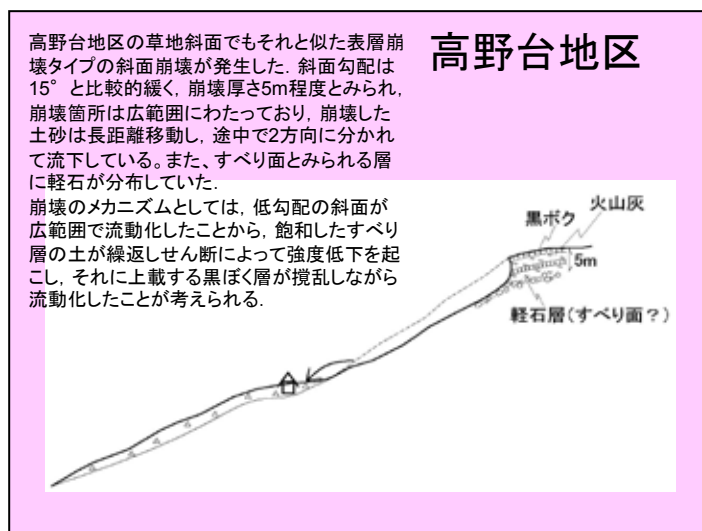 高野台地区
高野台地区の草地斜面でもそれと似た表層崩
壊タイプの斜面崩壊が発生した. 斜面勾配は
15° と比較的緩く, 崩壊厚さ5m程度とみられ,
崩壊箇所は広範囲にわたっており, 崩壊した
土砂は長距離移動し, 途中で2方向に分かれ
て流下している。また、すべり面とみられる層
に軽石が分布していた.
崩壊のメカニズムとしては, 低勾配の斜面が
広範囲で流動化したことから, 飽和したすべり
層の土が繰返しせん断によって強度低下を起
こし, それに上載する黒ぼく層が撹乱しながら
流動化したことが考えられる.
黒ボク
火山灰
5m
軽石層(すべり面?)